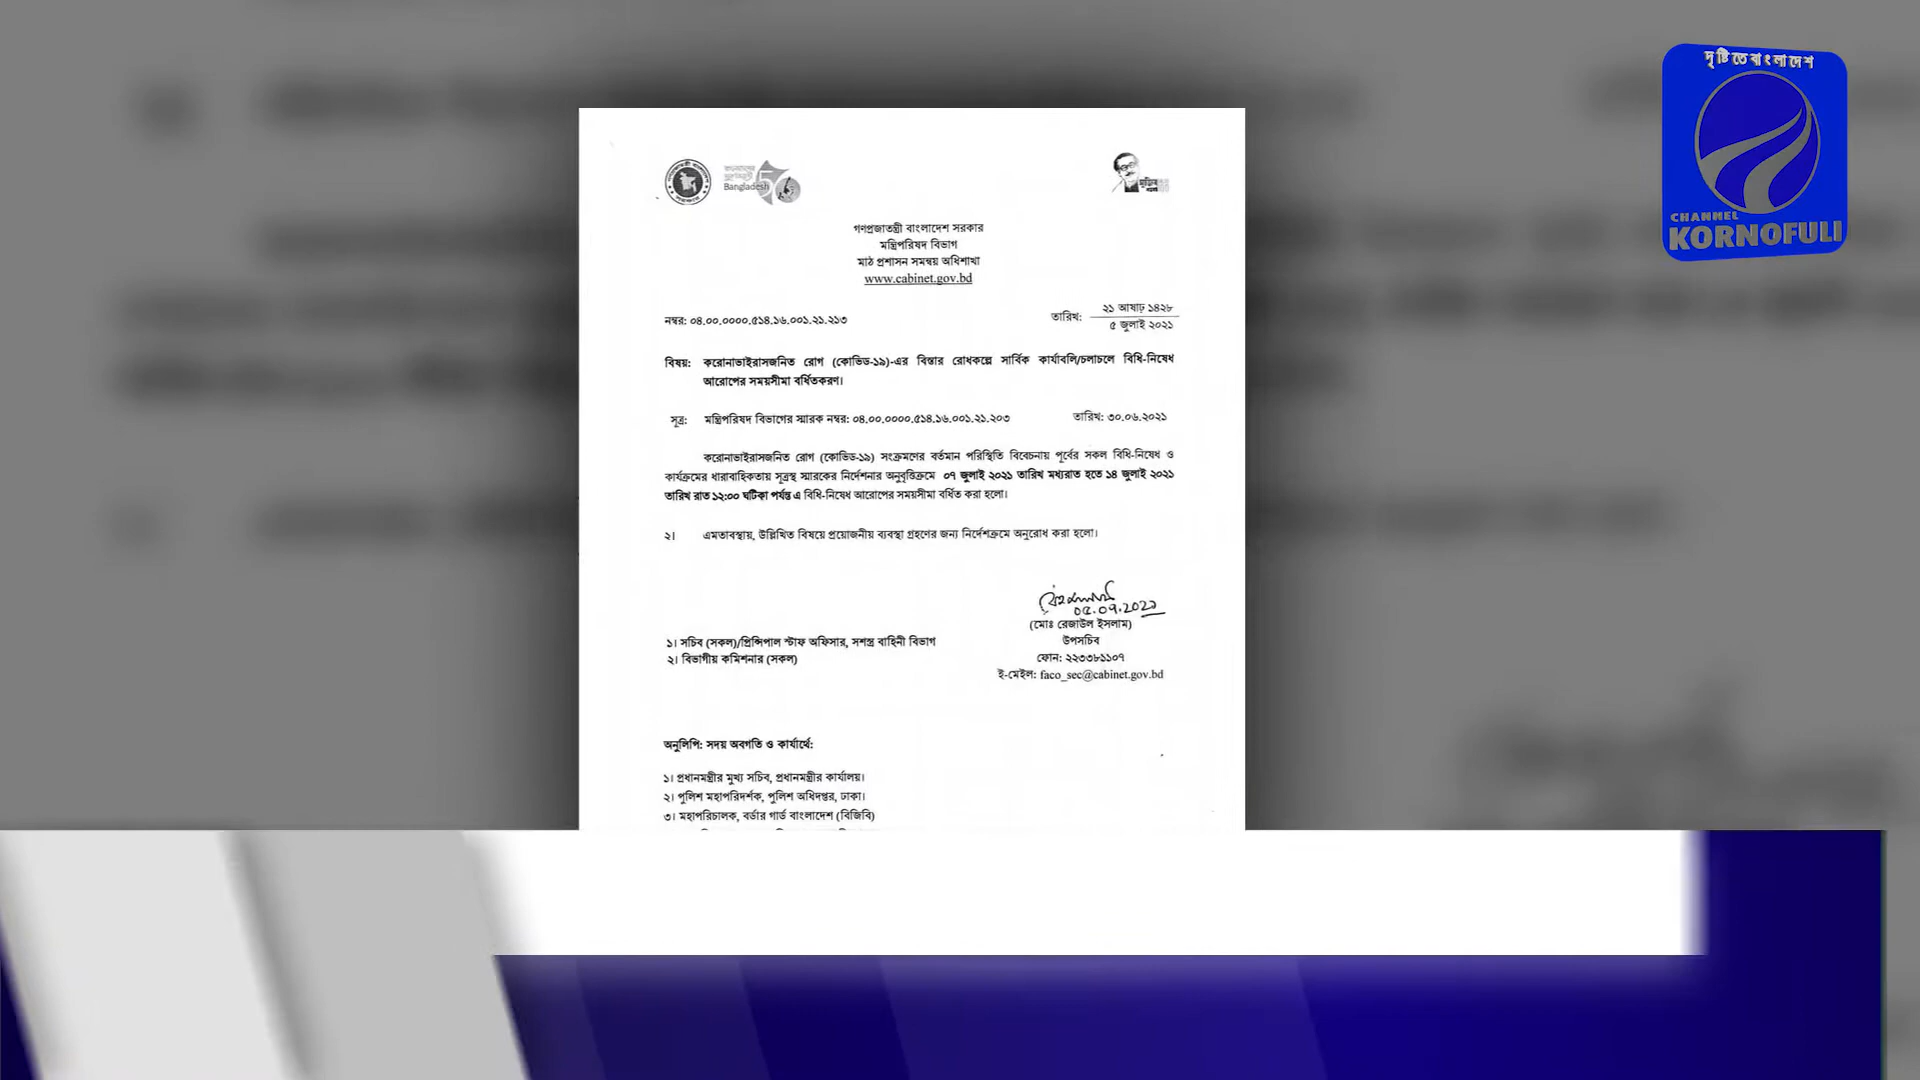 দৃষ্টিতে বাংলাদেশ
CHANNEL
KORNOFULI
Bangladesh 50
গণপ্রজাতন্ত্রী বাংলাদেশ সরকার
মন্ত্রিপরিষদ বিভাগ
মাঠ প্রশাসন সমন্বয় অধিশাখা
www.cabinet.gov.bd
নম্বর: ০৪.০০.০০০০.৫১৪.১৬.০০১.২১.২১৩
তারিখ: ২১ আষাঢ় ১৪২৮
৫ জুলাই ২০২১
বিষয়: করোনাভাইরাসজনিত রোগ (কোভিড-১৯)-এর বিস্তার রোধকল্পে সার্বিক কার্যাবলি/চলাচলে বিধি-নিষেধ
আরোপের সময়সীমা বর্ধিতকরণ।
সূত্র: মন্ত্রিপরিষদ বিভাগের স্মারক নম্বর: ০৪.০০.০০০০.৫১৪.১৬.০০১.২১.২০৩ তারিখ: ৩০.০৬.২০২১
করোনাভাইরাসজনিত রোগ (কোভিড-১৯) সংক্রমণের বর্তমান পরিস্থিতি বিবেচনায় পূর্বের সকল বিধি-নিষেধ ও
কার্যক্রমের ধারাবাহিকতায় সূত্রস্থ স্মারকের নির্দেশনার অনুবৃত্তিক্রমে ০৭ জুলাই ২০২১ তারিখ মধ্যরাত হতে ১৪ জুলাই ২০২১
তারিখ রাত ১২:০০ ঘটিকা পর্যন্ত এ বিধি-নিষেধ আরোপের সময়সীমা বর্ধিত করা হলো।
২। এমতাবস্থায়, উল্লিখিত বিষয়ে প্রয়োজনীয় ব্যবস্থা গ্রহণের জন্য নির্দেশক্রমে অনুরোধ করা হলো।
০৫.০৭.২০২১
(মোঃ রেজাউল ইসলাম)
উপসচিব
ফোন: ২২৩৩৮১১০৭
ই-মেইল: faco_sec@cabinet.gov.bd
১। সচিব (সকল)/প্রিন্সিপাল স্টাফ অফিসার, সশস্ত্র বাহিনী বিভাগ
২। বিভাগীয় কমিশনার (সকল)
অনুলিপি: সদয় অবগতি ও কার্যার্থে:
১। প্রধানমন্ত্রীর মুখ্য সচিব, প্রধানমন্ত্রীর কার্যালয়।
২। পুলিশ মহাপরিদর্শক, পুলিশ অধিদপ্তর, ঢাকা।
৩। মহাপরিচালক, বর্ডার গার্ড বাংলাদেশ (বিজিবি)